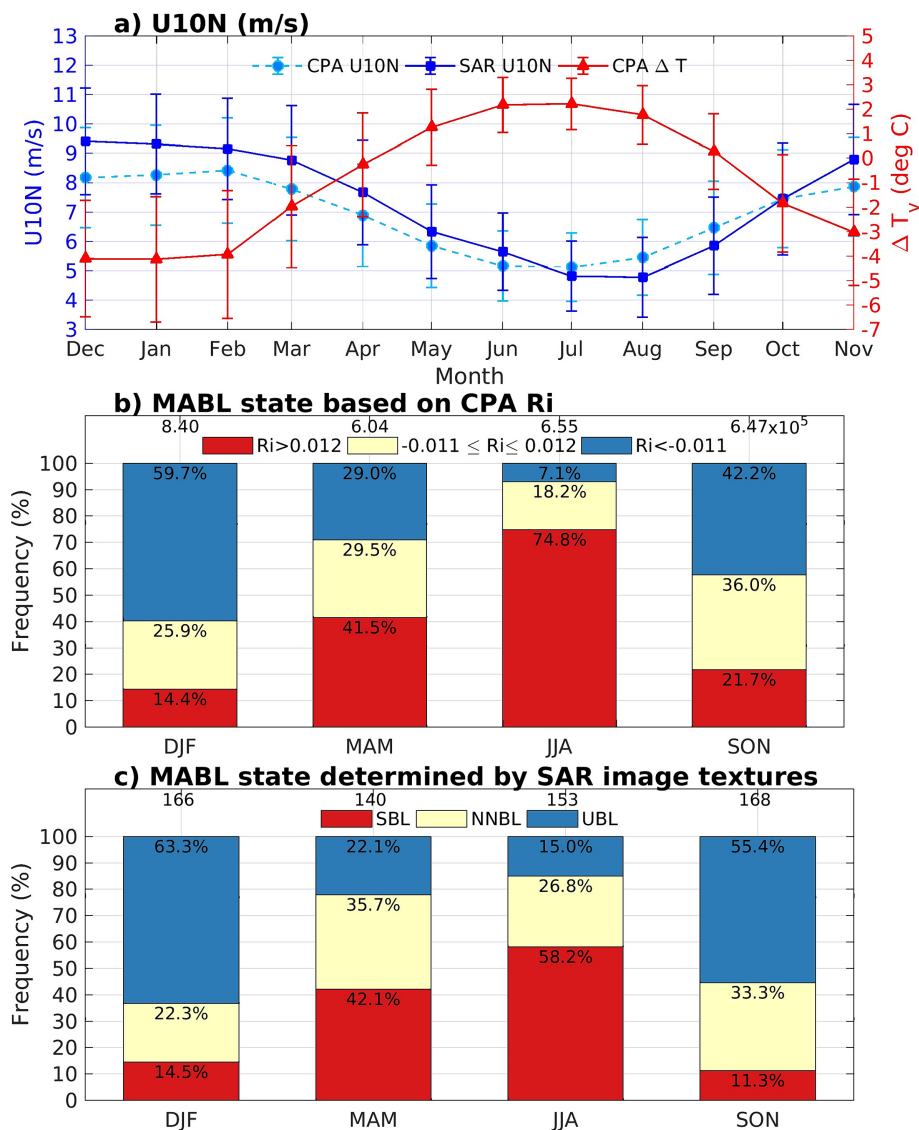 a) U10N (m/s)
CPA U10N SAR U10N CPA Δ T
13
12
11
10
9
8
7
6
5
4
3
U10N (m/s)
5
4
3
2
1
0
-1
-2
-3
-4
-5
-6
-7
Δ Tv (deg C)
Dec Jan Feb Mar Apr May Jun Jul Aug Sep Oct Nov
Month
b) MABL state based on CPA Ri
8.40 6.04 6.55 6.47x10^5
Ri>0.012 -0.011 ≤ Ri≤ 0.012 Ri<-0.011
100
90
80
70
60
50
40
30
20
10
0
Frequency (%)
59.7% 29.0% 7.1% 42.2%
25.9% 29.5% 18.2% 36.0%
14.4% 41.5% 74.8% 21.7%
DJF MAM JJA SON
c) MABL state determined by SAR image textures
166 140 153 168
SBL NNBL UBL
100
90
80
70
60
50
40
30
20
10
0
Frequency (%)
63.3% 22.1% 15.0% 55.4%
22.3% 35.7% 26.8% 33.3%
14.5% 42.1% 58.2% 11.3%
DJF MAM JJA SON